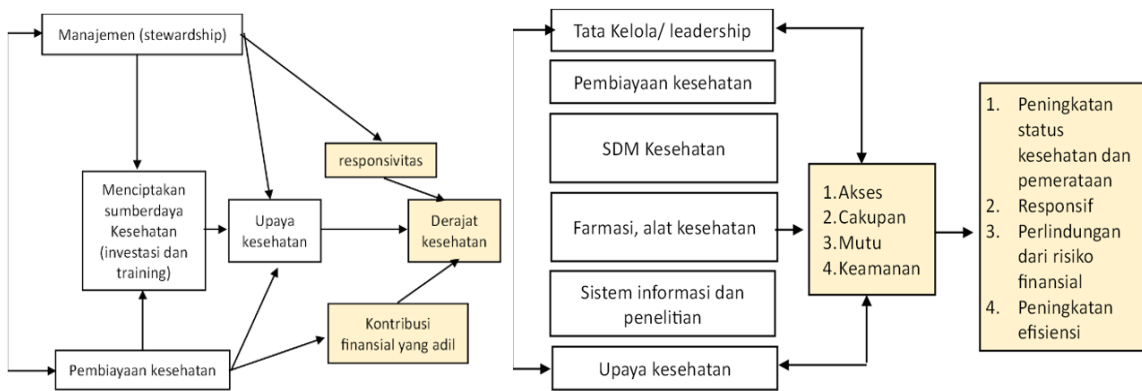 Manajemen (stewardship)
responsivitas
Menciptakan
sumberdaya
Kesehatan
(investasi dan
training)
Upaya
kesehatan
Derajat
kesehatan
Kontribusi
finansial yang adil
Pembiayaan kesehatan
Tata Kelola/ leadership
Pembiayaan kesehatan
SDM Kesehatan
Farmasi, alat kesehatan
Sistem informasi dan
penelitian
Upaya kesehatan
1.Akses
2.Cakupan
3.Mutu
4.Keamanan
1. Peningkatan
status
kesehatan dan
pemerataan
2. Responsif
3. Perlindungan
dari risiko
finansial
4. Peningkatan
efisiensi